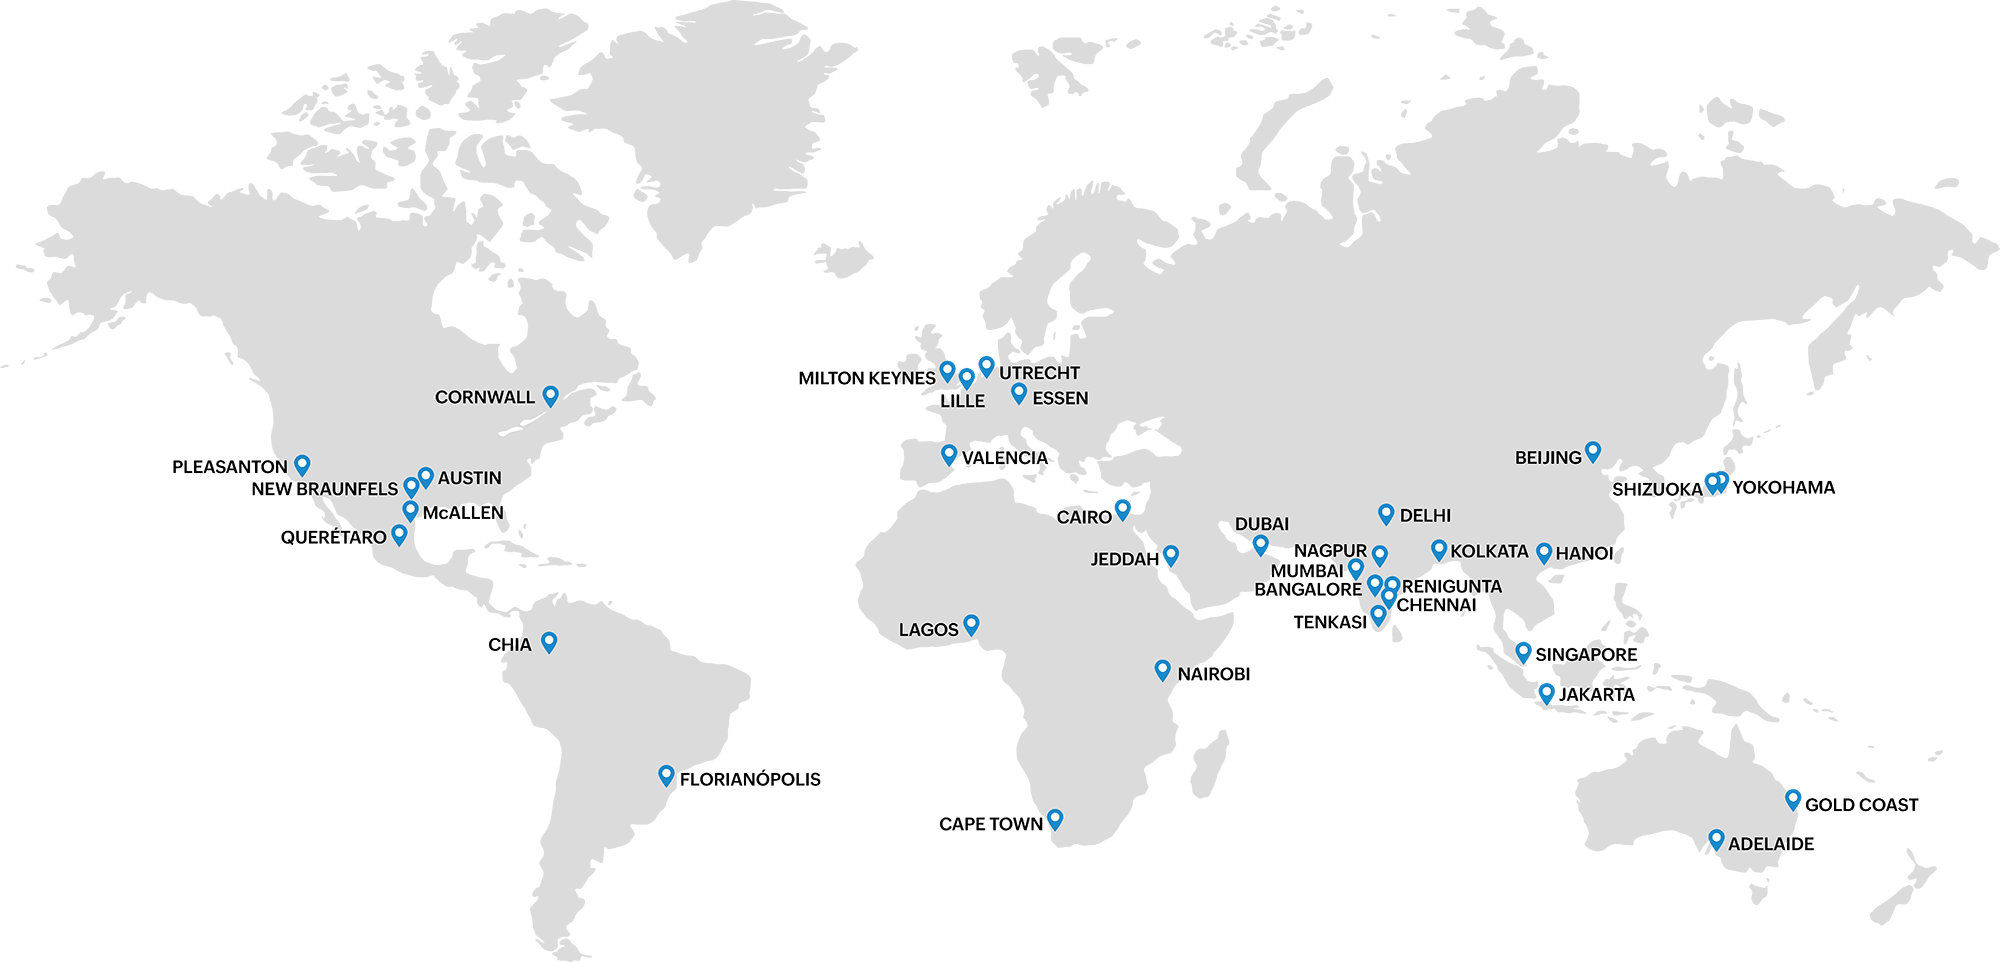 MILTON KEYNES
UTRECHT
LILLE
ESSEN
CORNWALL
VALENCIA
BEIJING
PLEASANTON
AUSTIN
NEW BRAUNFELS
SHIZUOKA
YOKOHAMA
McALLEN
CAIRO
DELHI
DUBAI
QUERÉTARO
NAGPUR
KOLKATA
HANOI
JEDDAH
MUMBAI
BANGALORE
RENIGUNTA
CHENNAI
TENKASI
LAGOS
CHIA
SINGAPORE
NAIROBI
JAKARTA
FLORIANÓPOLIS
GOLD COAST
CAPE TOWN
ADELAIDE